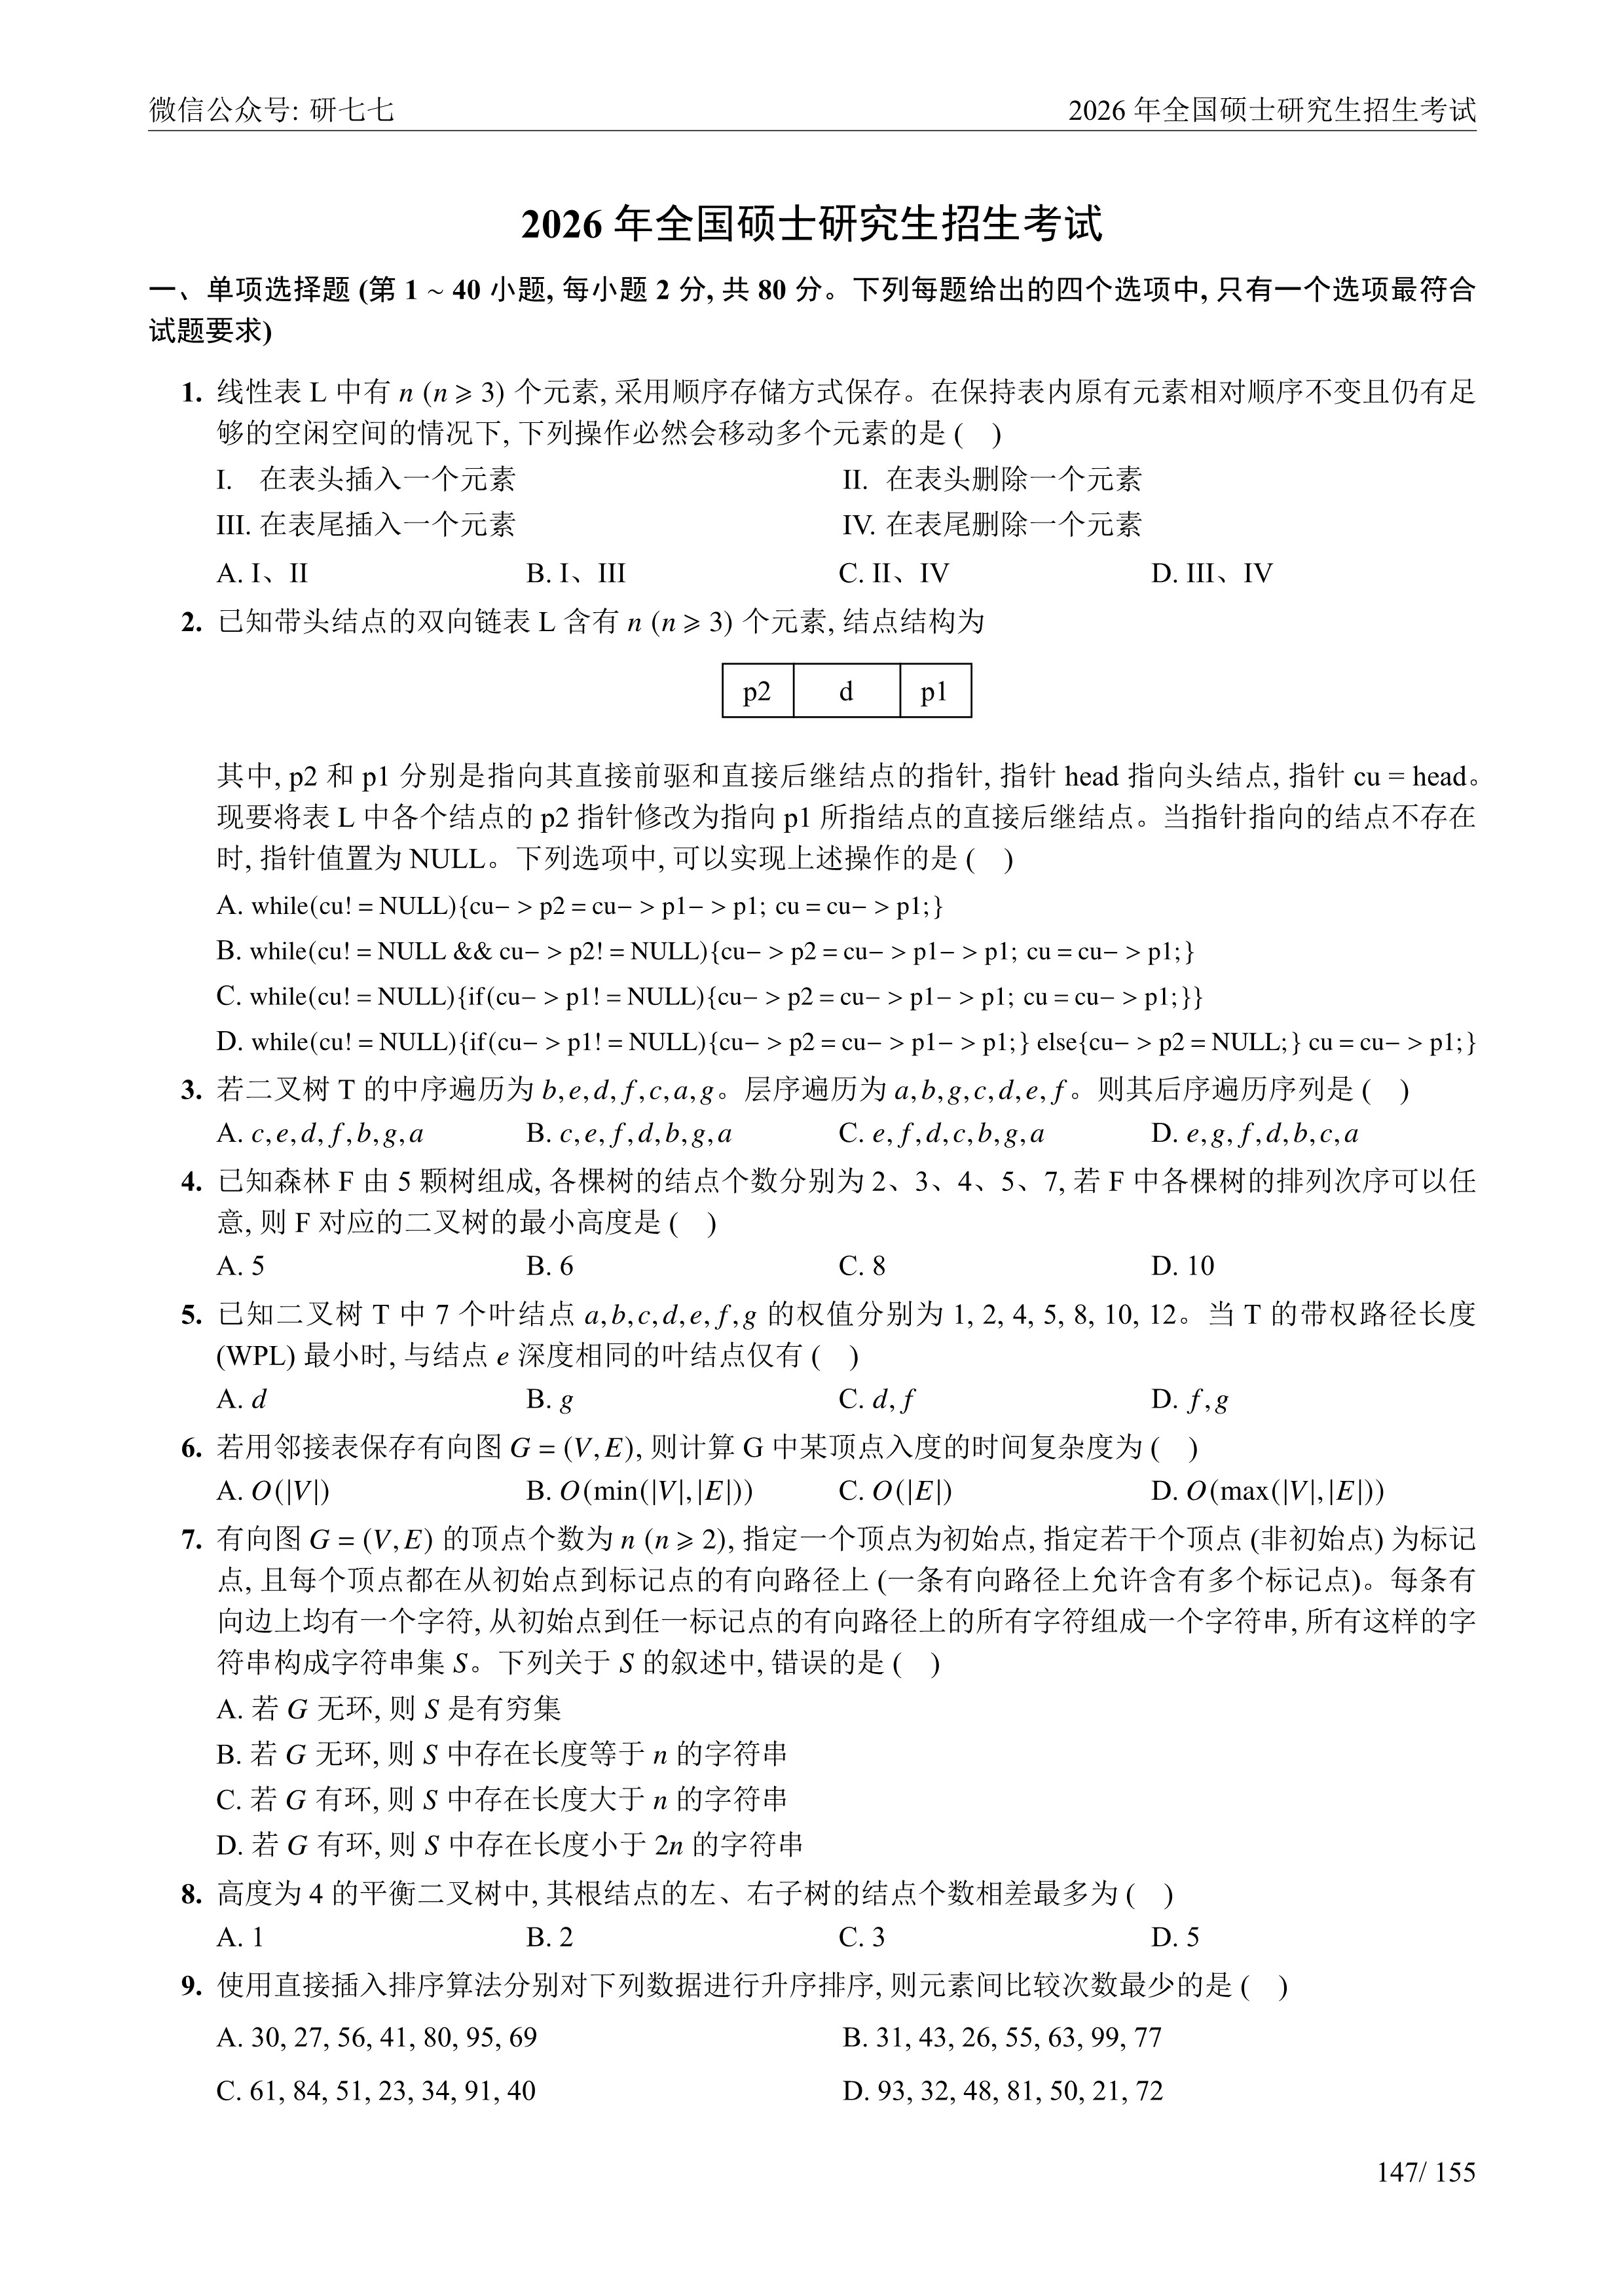 微信公众号: 研七七
2026 年全国硕士研究生招生考试
2026 年全国硕士研究生招生考试
一、单项选择题 (第 1 ~ 40 小题, 每小题 2 分, 共 80 分。下列每题给出的四个选项中, 只有一个选项最符合
试题要求)
1. 线性表 L 中有 n (n ⩾ 3) 个元素, 采用顺序存储方式保存。在保持表内原有元素相对顺序不变且仍有足
够的空闲空间的情况下, 下列操作必然会移动多个元素的是 ( )
I. 在表头插入一个元素 II. 在表头删除一个元素
III. 在表尾插入一个元素 IV. 在表尾删除一个元素
A. I、II B. I、III C. II、IV D. III、IV
2. 已知带头结点的双向链表 L 含有 n (n ⩾ 3) 个元素, 结点结构为
p2 d p1
其中, p2 和 p1 分别是指向其直接前驱和直接后继结点的指针, 指针 head 指向头结点, 指针 cu = head。
现要将表 L 中各个结点的 p2 指针修改为指向 p1 所指结点的直接后继结点。当指针指向的结点不存在
时, 指针值置为 NULL。下列选项中, 可以实现上述操作的是 ( )
A. while(cu! = NULL){cu− > p2 = cu− > p1− > p1; cu = cu− > p1;}
B. while(cu! = NULL && cu− > p2! = NULL){cu− > p2 = cu− > p1− > p1; cu = cu− > p1;}
C. while(cu! = NULL){if(cu− > p1! = NULL){cu− > p2 = cu− > p1− > p1; cu = cu− > p1;}}
D. while(cu! = NULL){if(cu− > p1! = NULL){cu− > p2 = cu− > p1− > p1;} else{cu− > p2 = NULL;} cu = cu− > p1;}
3. 若二叉树 T 的中序遍历为 b,e,d,f,c,a,g。层序遍历为 a,b,g,c,d,e,f。则其后序遍历序列是 ( )
A. c,e,d,f,b,g,a B. c,e,f,d,b,g,a C. e,f,d,c,b,g,a D. e,g,f,d,b,c,a
4. 已知森林 F 由 5 颗树组成, 各棵树的结点个数分别为 2、3、4、5、7, 若 F 中各棵树的排列次序可以任
意, 则 F 对应的二叉树的最小高度是 ( )
A. 5 B. 6 C. 8 D. 10
5. 已知二叉树 T 中 7 个叶结点 a,b,c,d,e,f,g 的权值分别为 1, 2, 4, 5, 8, 10, 12。当 T 的带权路径长度
(WPL) 最小时, 与结点 e 深度相同的叶结点仅有 ( )
A. d B. g C. d,f D. f,g
6. 若用邻接表保存有向图 G = (V,E), 则计算 G 中某顶点入度的时间复杂度为 ( )
A. O(|V|) B. O(min(|V|,|E|)) C. O(|E|) D. O(max(|V|,|E|))
7. 有向图 G = (V,E) 的顶点个数为 n (n ⩾ 2), 指定一个顶点为初始点, 指定若干个顶点 (非初始点) 为标记
点, 且每个顶点都在从初始点到标记点的有向路径上 (一条有向路径上允许含有多个标记点)。每条有
向边上均有一个字符, 从初始点到任一标记点的有向路径上的所有字符组成一个字符串, 所有这样的字
符串构成字符串集 S。下列关于 S 的叙述中, 错误的是 ( )
A. 若 G 无环, 则 S 是有穷集
B. 若 G 无环, 则 S 中存在长度等于 n 的字符串
C. 若 G 有环, 则 S 中存在长度大于 n 的字符串
D. 若 G 有环, 则 S 中存在长度小于 2n 的字符串
8. 高度为 4 的平衡二叉树中, 其根结点的左、右子树的结点个数相差最多为 ( )
A. 1 B. 2 C. 3 D. 5
9. 使用直接插入排序算法分别对下列数据进行升序排序, 则元素间比较次数最少的是 ( )
A. 30, 27, 56, 41, 80, 95, 69 B. 31, 43, 26, 55, 63, 99, 77
C. 61, 84, 51, 23, 34, 91, 40 D. 93, 32, 48, 81, 50, 21, 72
147/ 155